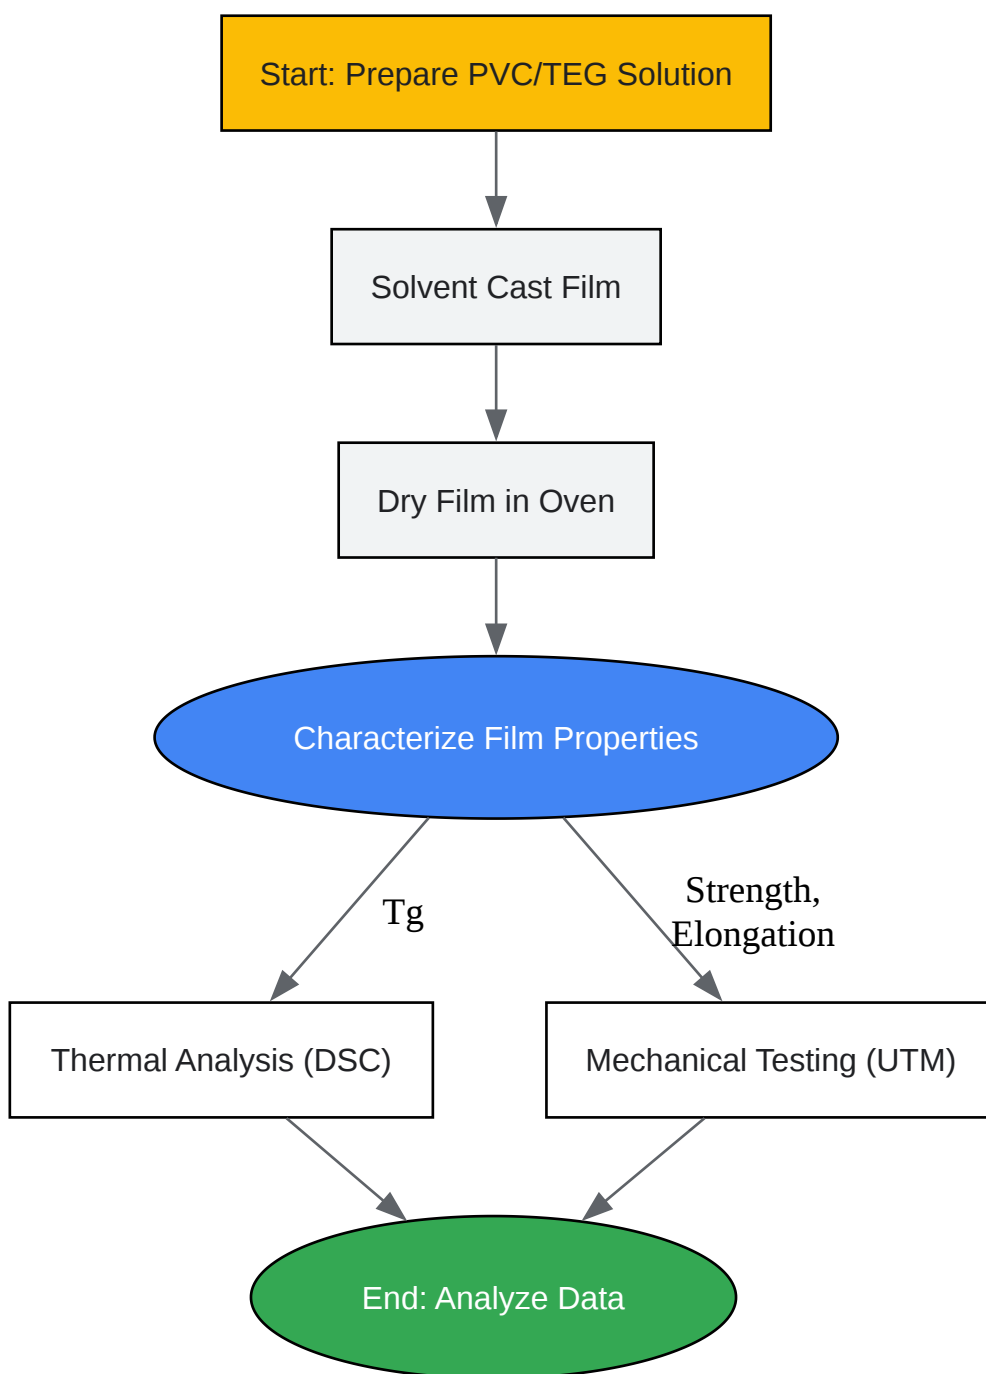 Start: Prepare PVC/TEG Solution
Solvent Cast Film
Dry Film in Oven
Characterize Film Properties
Tg
Strength,
Elongation
Thermal Analysis (DSC)
Mechanical Testing (UTM)
End: Analyze Data